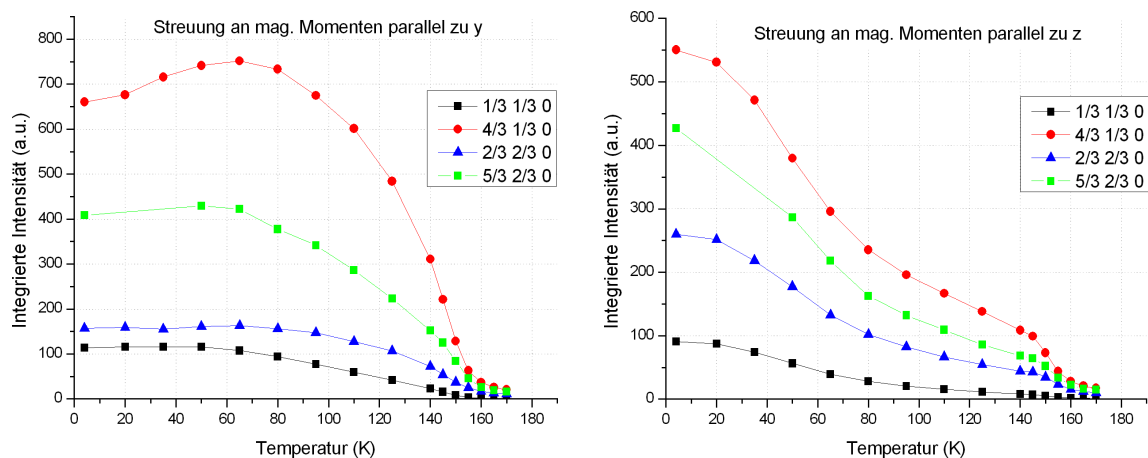 Streuung an mag. Momenten parallel zu y
Integrierte Intensität (a.u.)
800
700
600
500
400
300
200
100
0
1/3 1/3 0
4/3 1/3 0
2/3 2/3 0
5/3 2/3 0
0 20 40 60 80 100 120 140 160 180
Temperatur (K)
Streuung an mag. Momenten parallel zu z
Integrierte Intensität (a.u.)
600
500
400
300
200
100
0
1/3 1/3 0
4/3 1/3 0
2/3 2/3 0
5/3 2/3 0
0 20 40 60 80 100 120 140 160 180
Temperatur (K)